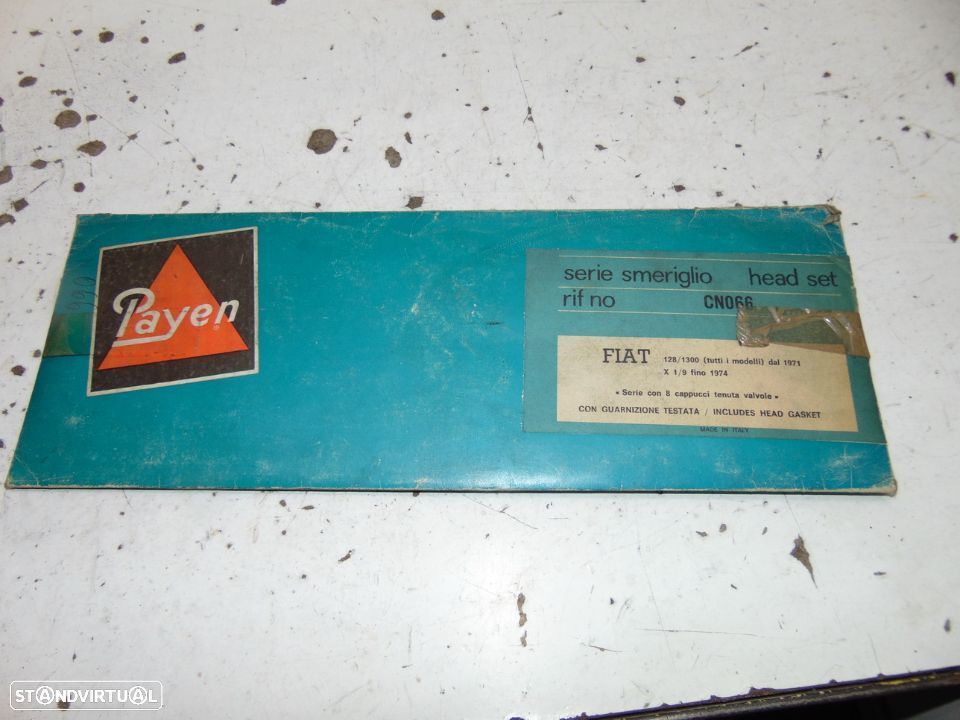 Payen
serie smeriglio head set
rif no CN066
FIAT 128/1300 (tutti i modelli) dal 1971
X 1/9 fino 1974
• Serie con 8 cappucci tenuta valvole •
CON GUARNIZIONE TESTATA / INCLUDES HEAD GASKET
MADE IN ITALY
STANDVIRTUAL